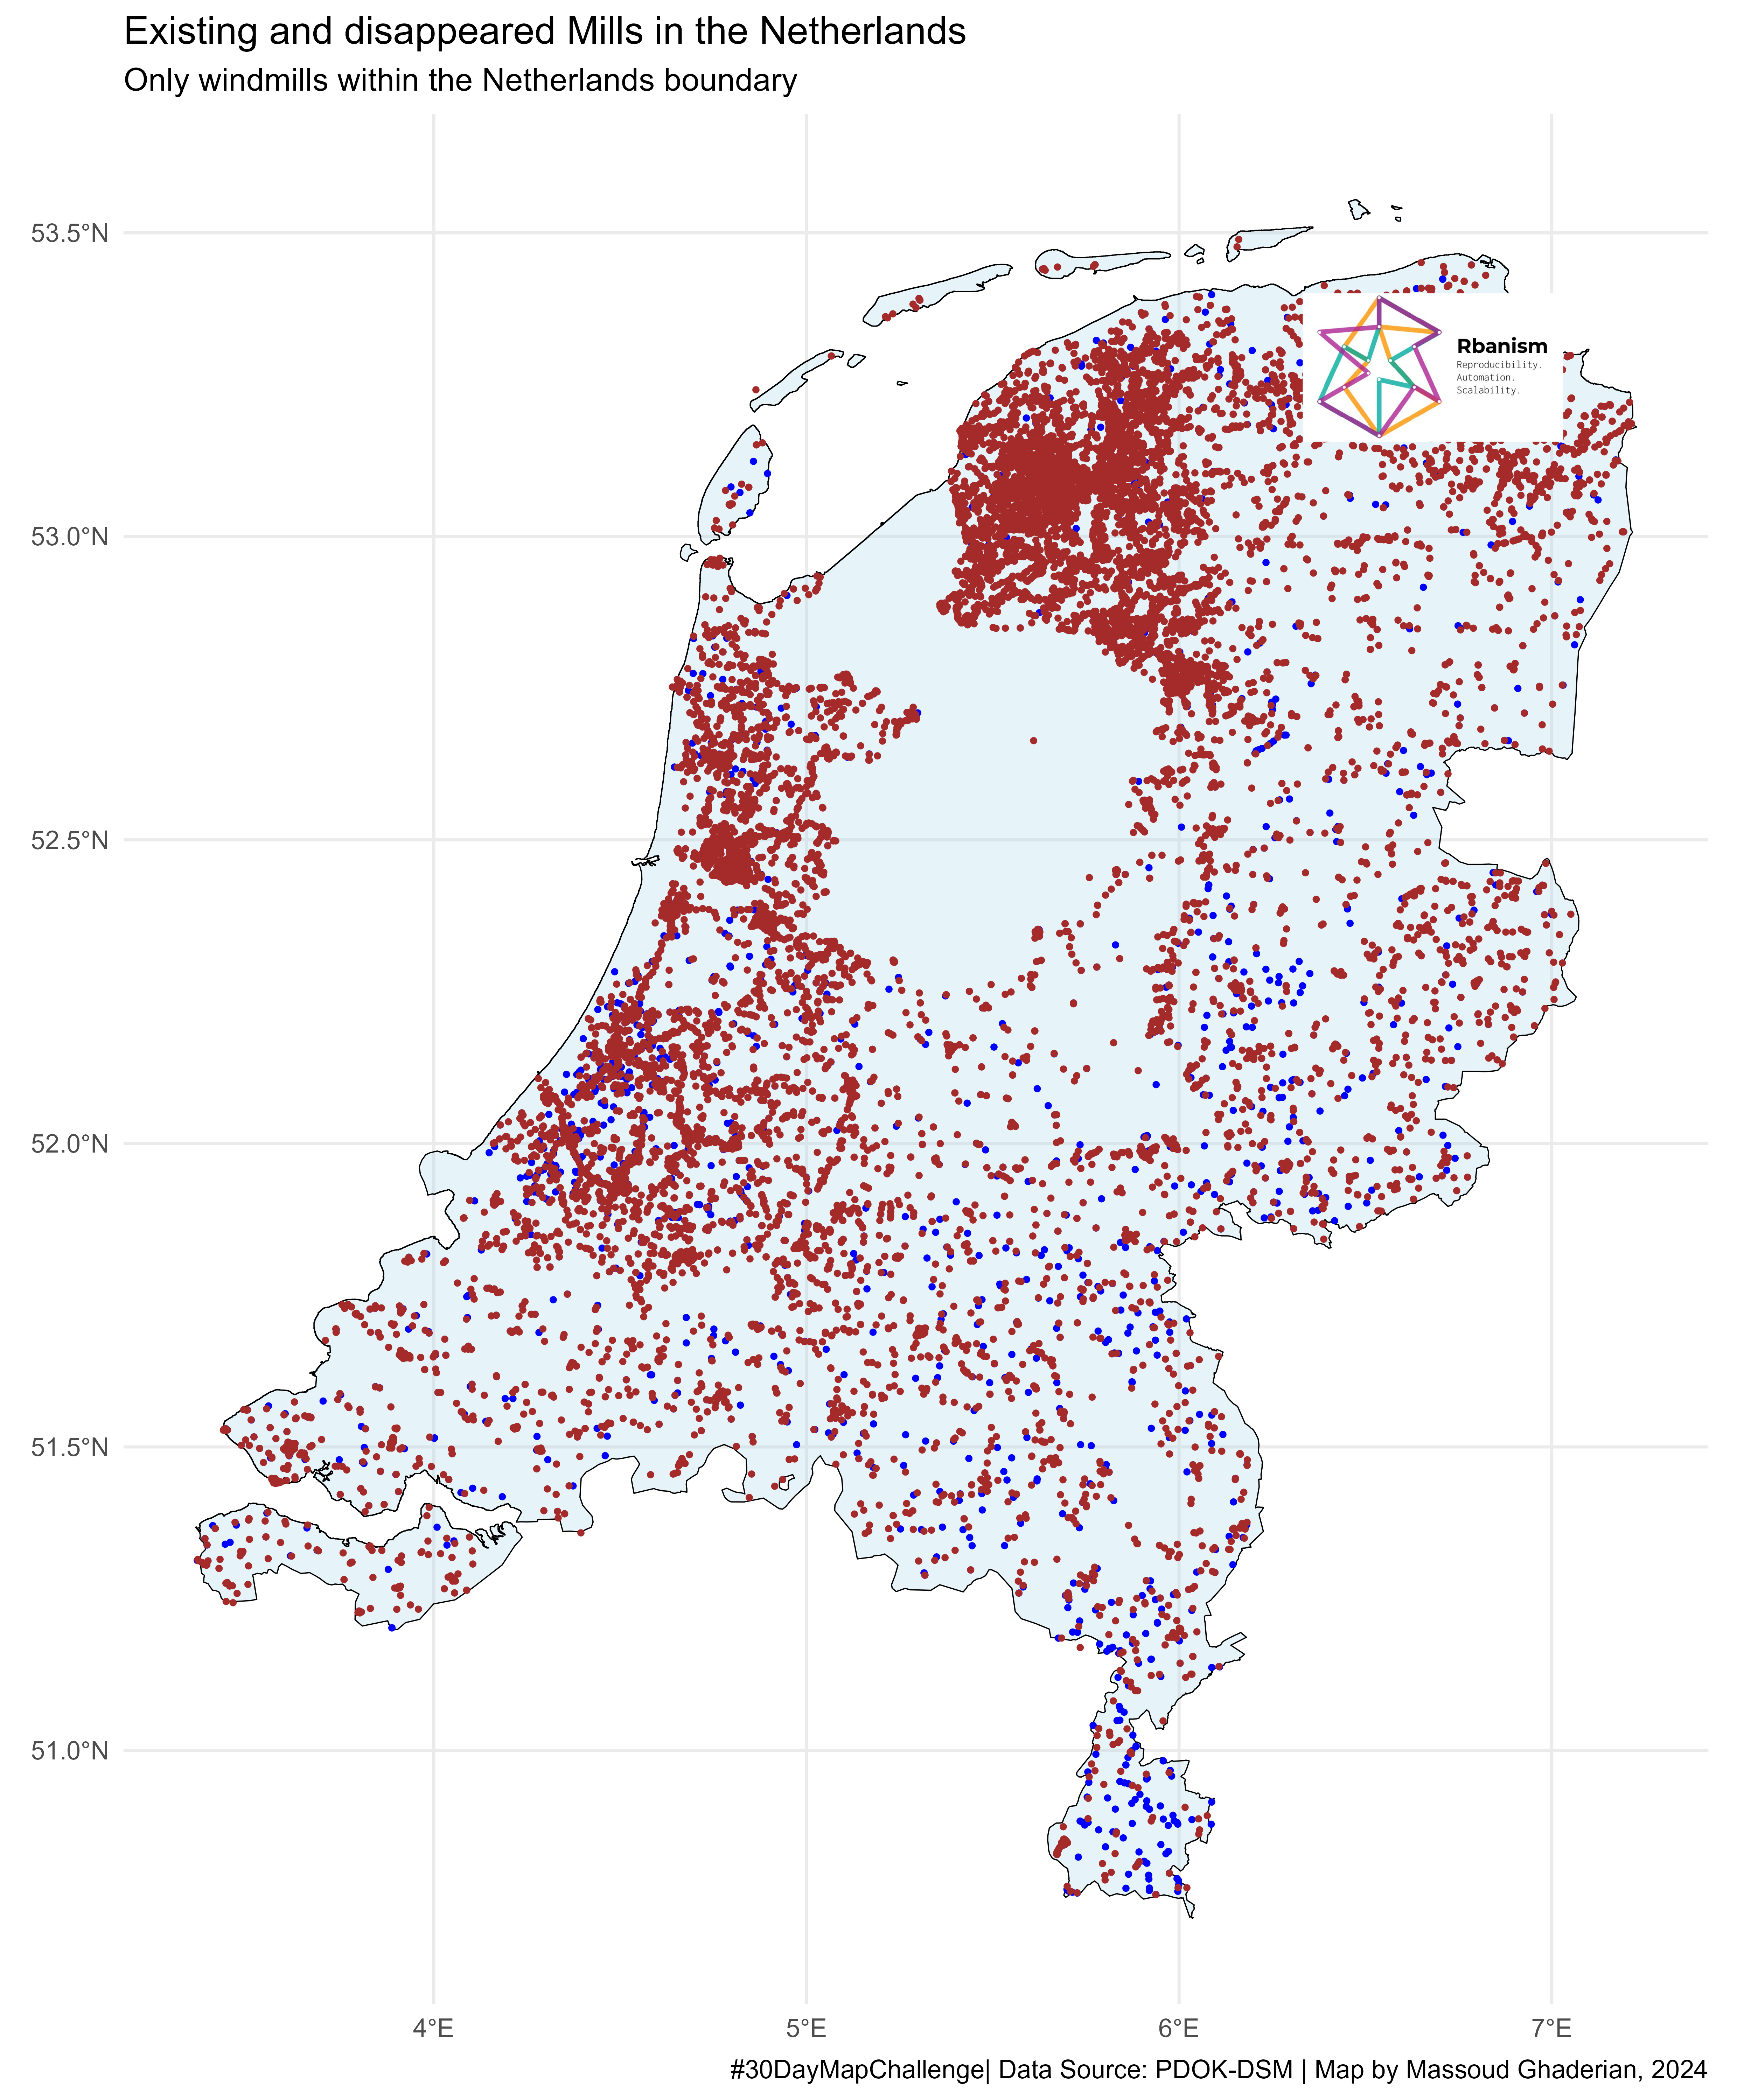 Existing and disappeared Mills in the Netherlands
Only windmills within the Netherlands boundary
53.5°N
53.0°N
52.5°N
52.0°N
51.5°N
51.0°N
Rbanism
Reproducibility.
Automation.
Scalability.
4°E 5°E 6°E 7°E
#30DayMapChallenge| Data Source: PDOK-DSM | Map by Massoud Ghaderian, 2024